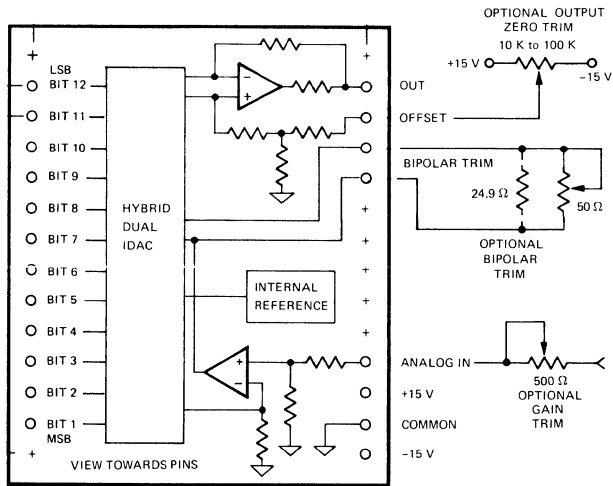 OPTIONAL OUTPUT
ZERO TRIM
10 K to 100 K
+15 V
-15 V
LSB
BIT 12
BIT 11
BIT 10
BIT 9
BIT 8
BIT 7
BIT 6
BIT 5
BIT 4
BIT 3
BIT 2
BIT 1
MSB
HYBRID
DUAL
IDAC
INTERNAL
REFERENCE
VIEW TOWARDS PINS
OUT
OFFSET
BIPOLAR TRIM
24.9 Ω
50 Ω
OPTIONAL
BIPOLAR
TRIM
ANALOG IN
+15 V
COMMON
-15 V
500 Ω
OPTIONAL
GAIN
TRIM